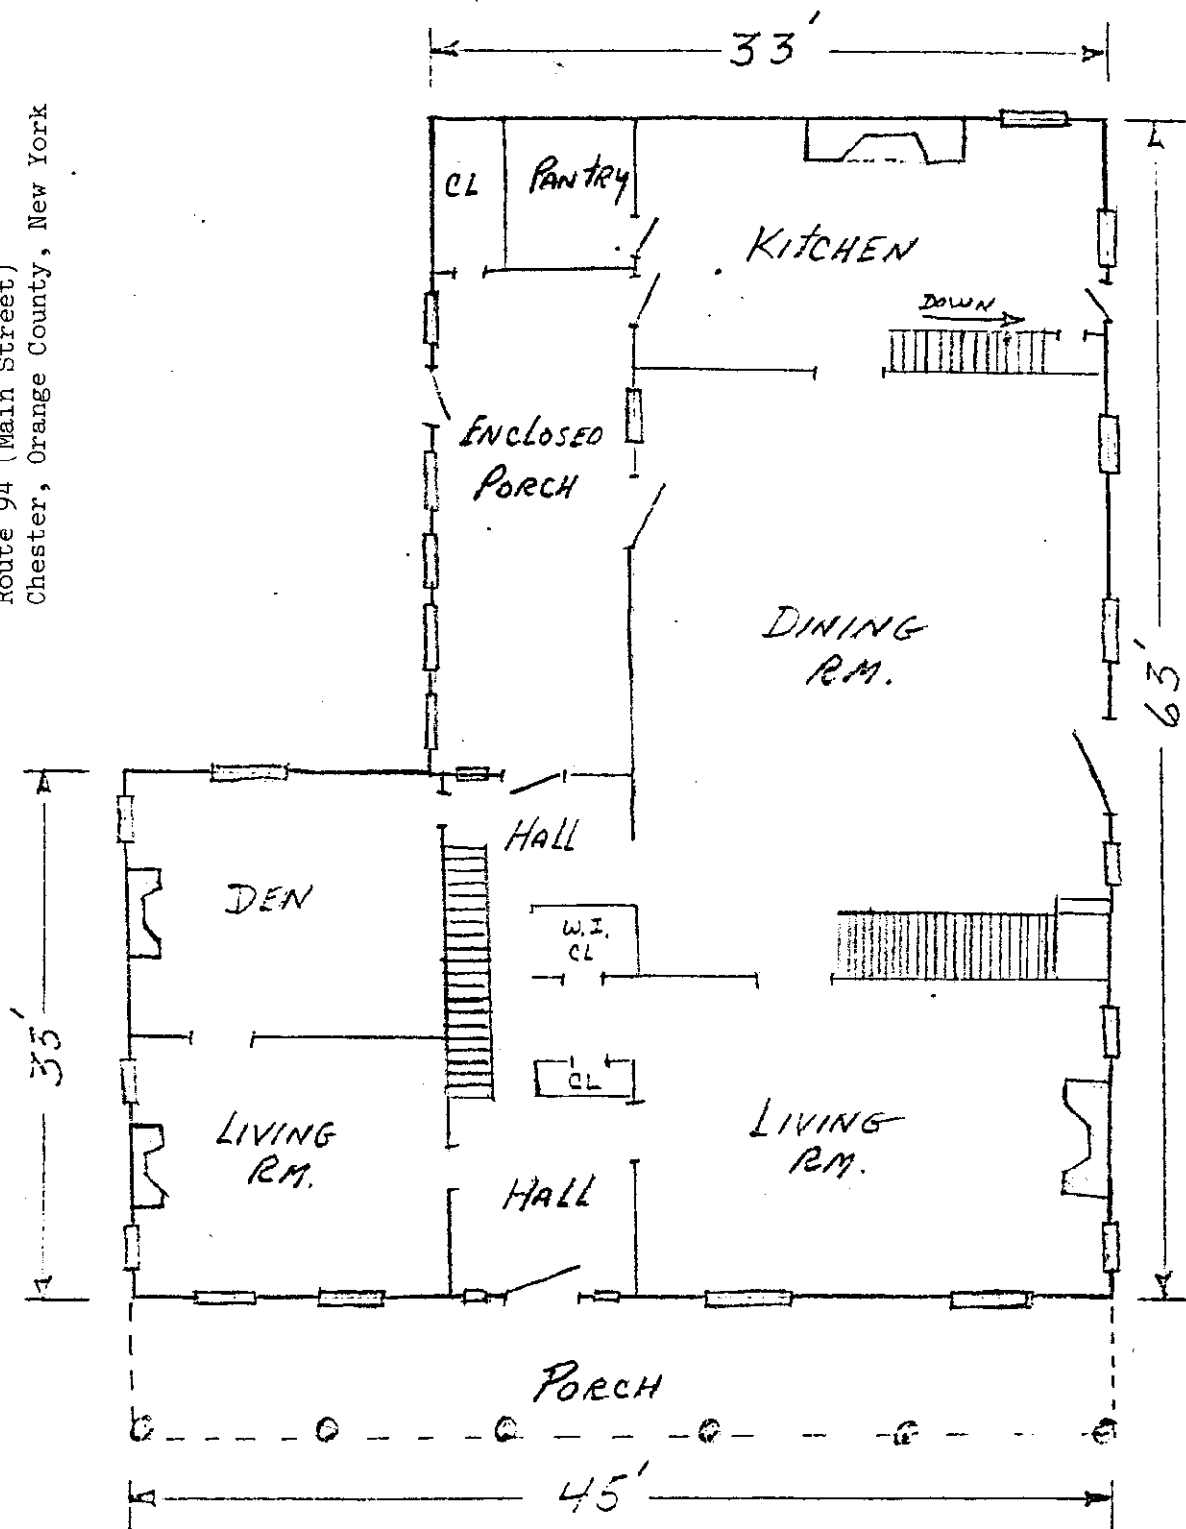 Route 94 (Main Street)
Chester, Orange County, New York
33'
CL
PANTRY
KITCHEN
DOWN
ENCLOSED
PORCH
DINING
RM.
63'
HALL
DEN
W.I.
CL
33'
CL
LIVING
RM.
LIVING
RM.
HALL
PORCH
45'